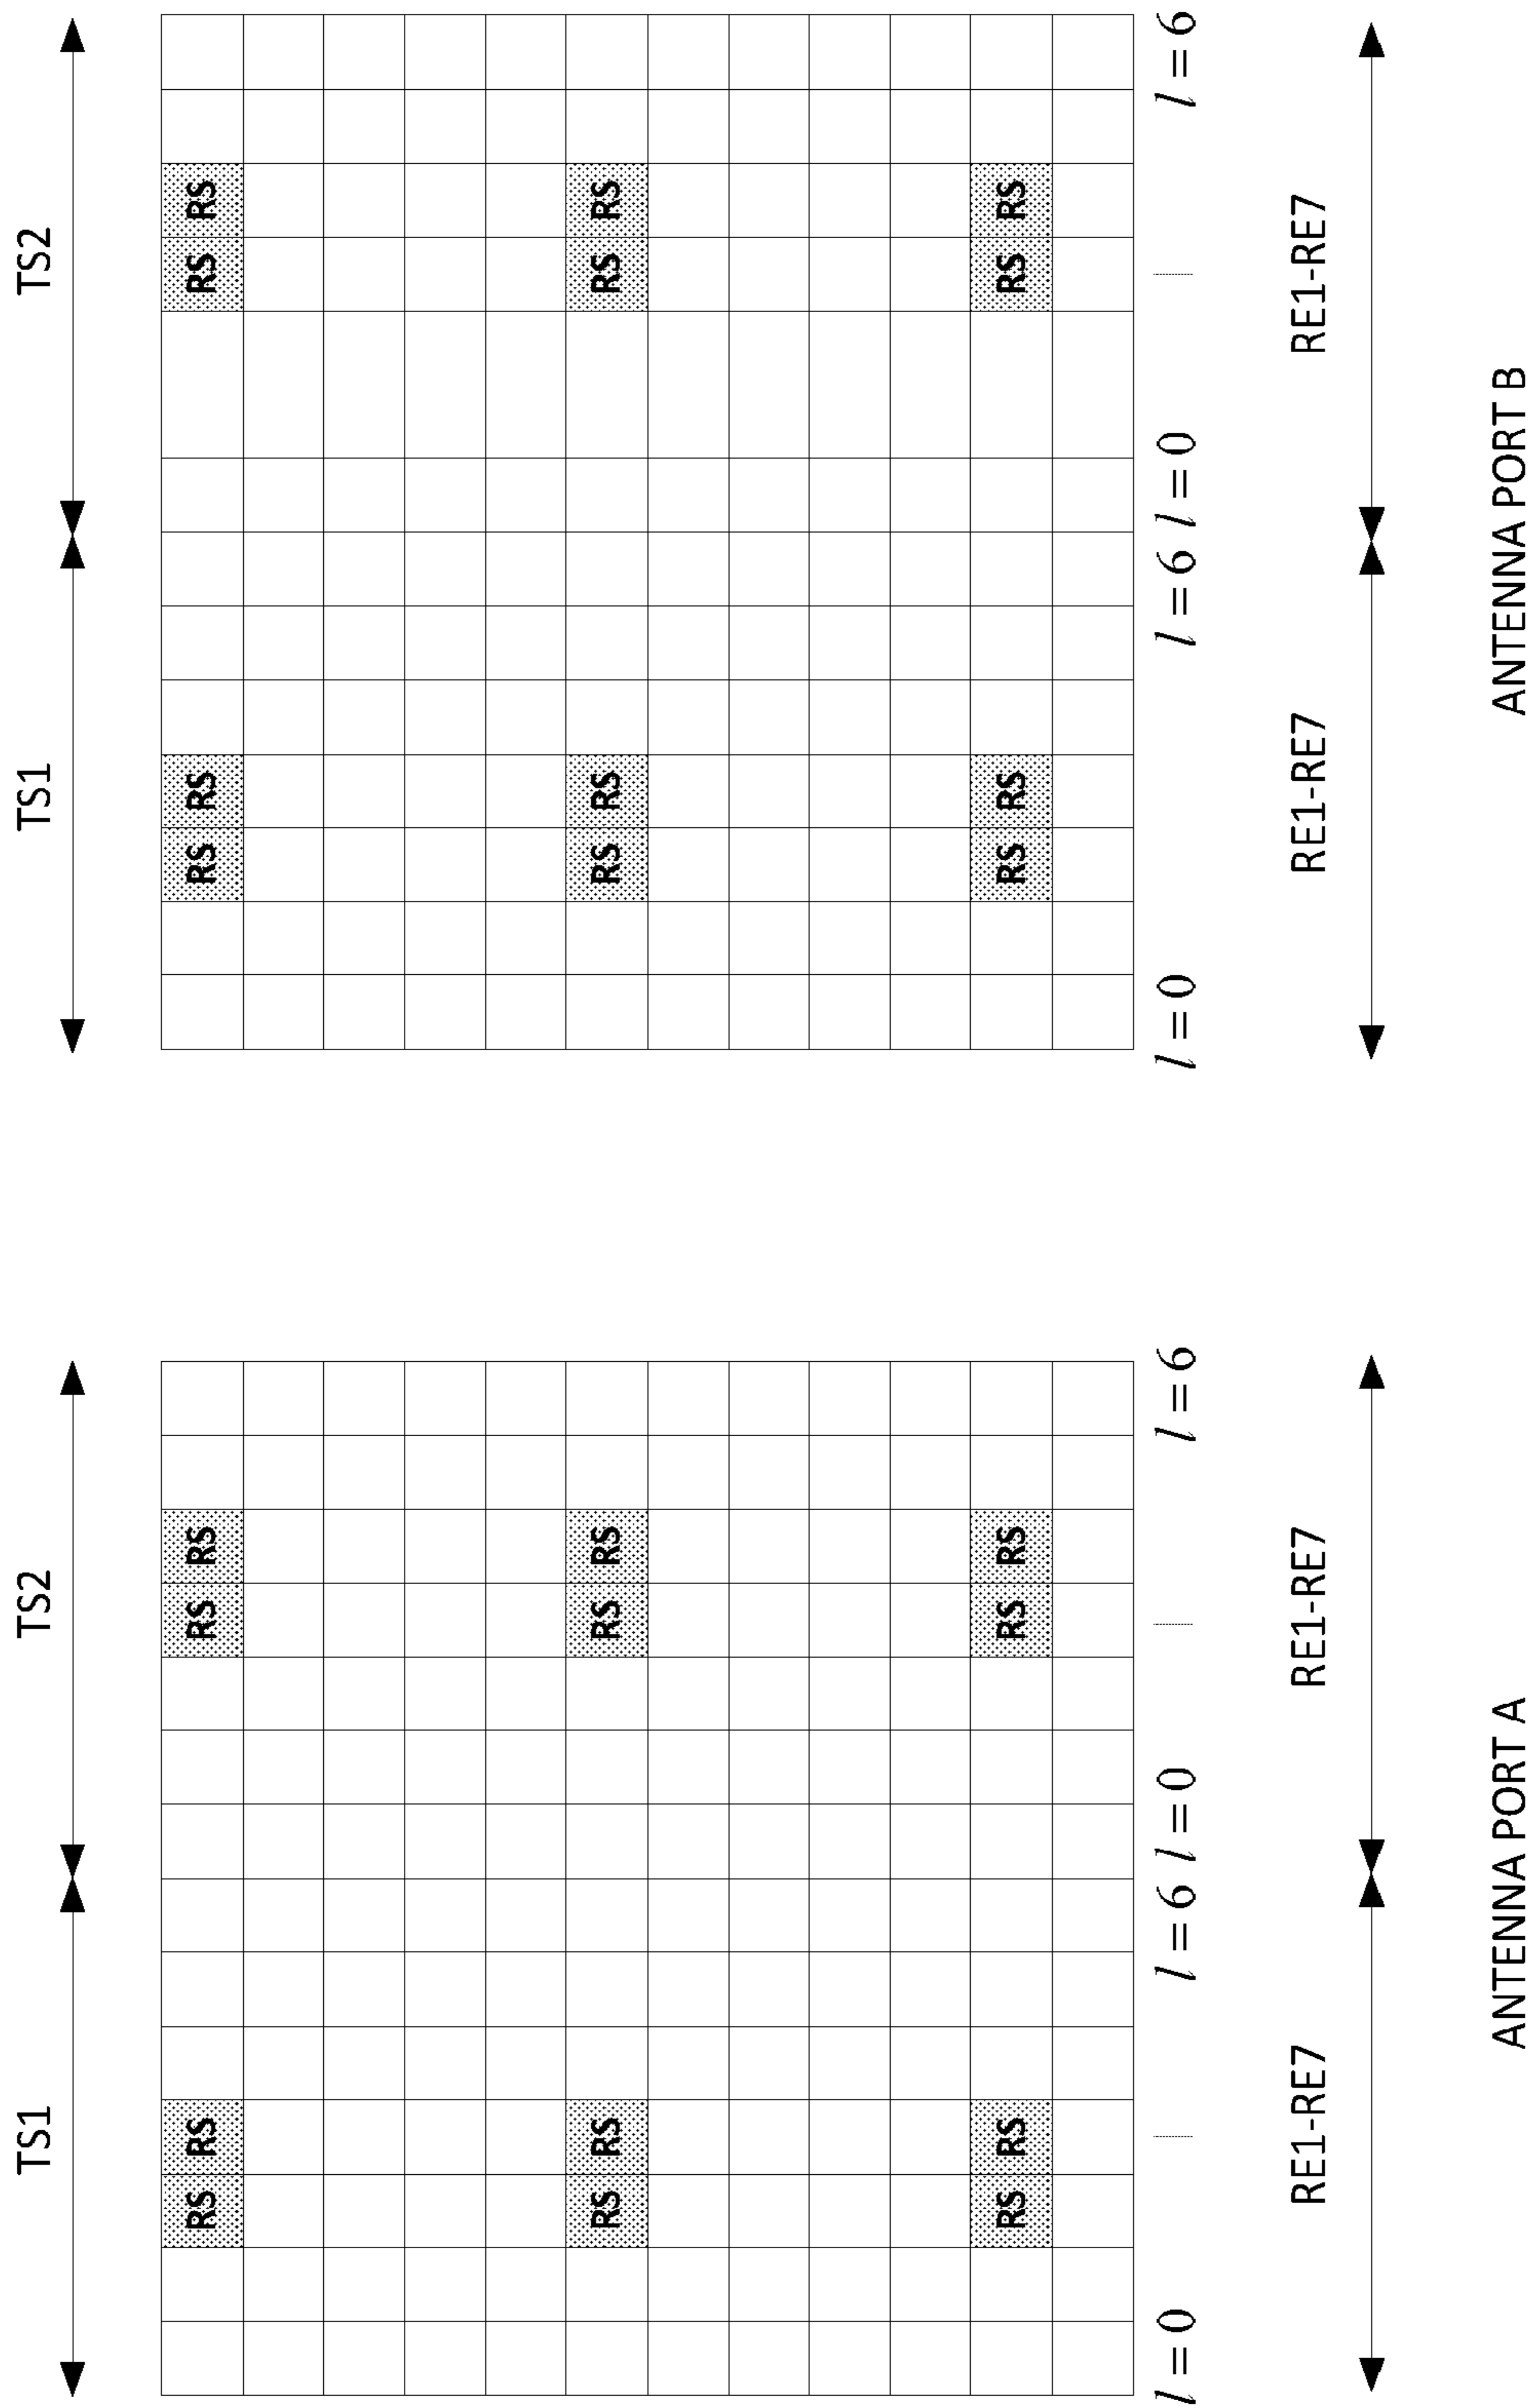 TS1 TS2 TS1 TS2
RS RS RS RS RS RS RS RS
RS RS RS RS RS RS RS RS
RS RS RS RS RS RS RS RS
l = 0 l = 6 l = 0 l = 6 l = 0 l = 6 l = 0 l = 6
RE1-RE7 RE1-RE7 RE1-RE7 RE1-RE7
ANTENNA PORT A ANTENNA PORT B